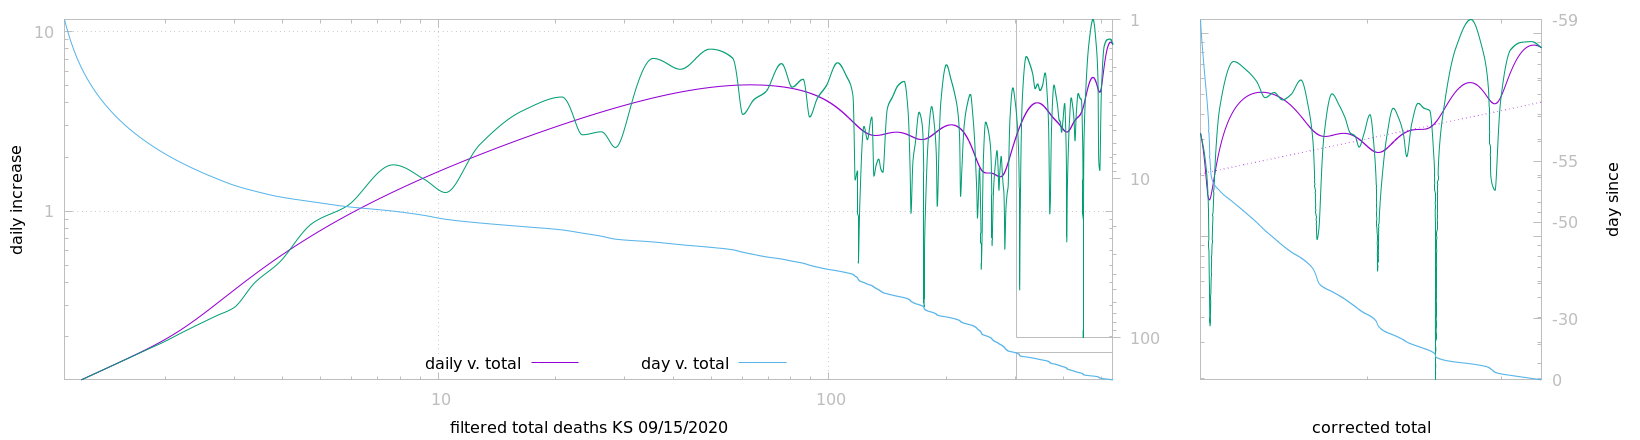 10
1
daily increase
daily v. total
day v. total
10
100
filtered total deaths KS 09/15/2020
1
10
100
-59
-55
-50
-30
0
day since
corrected total